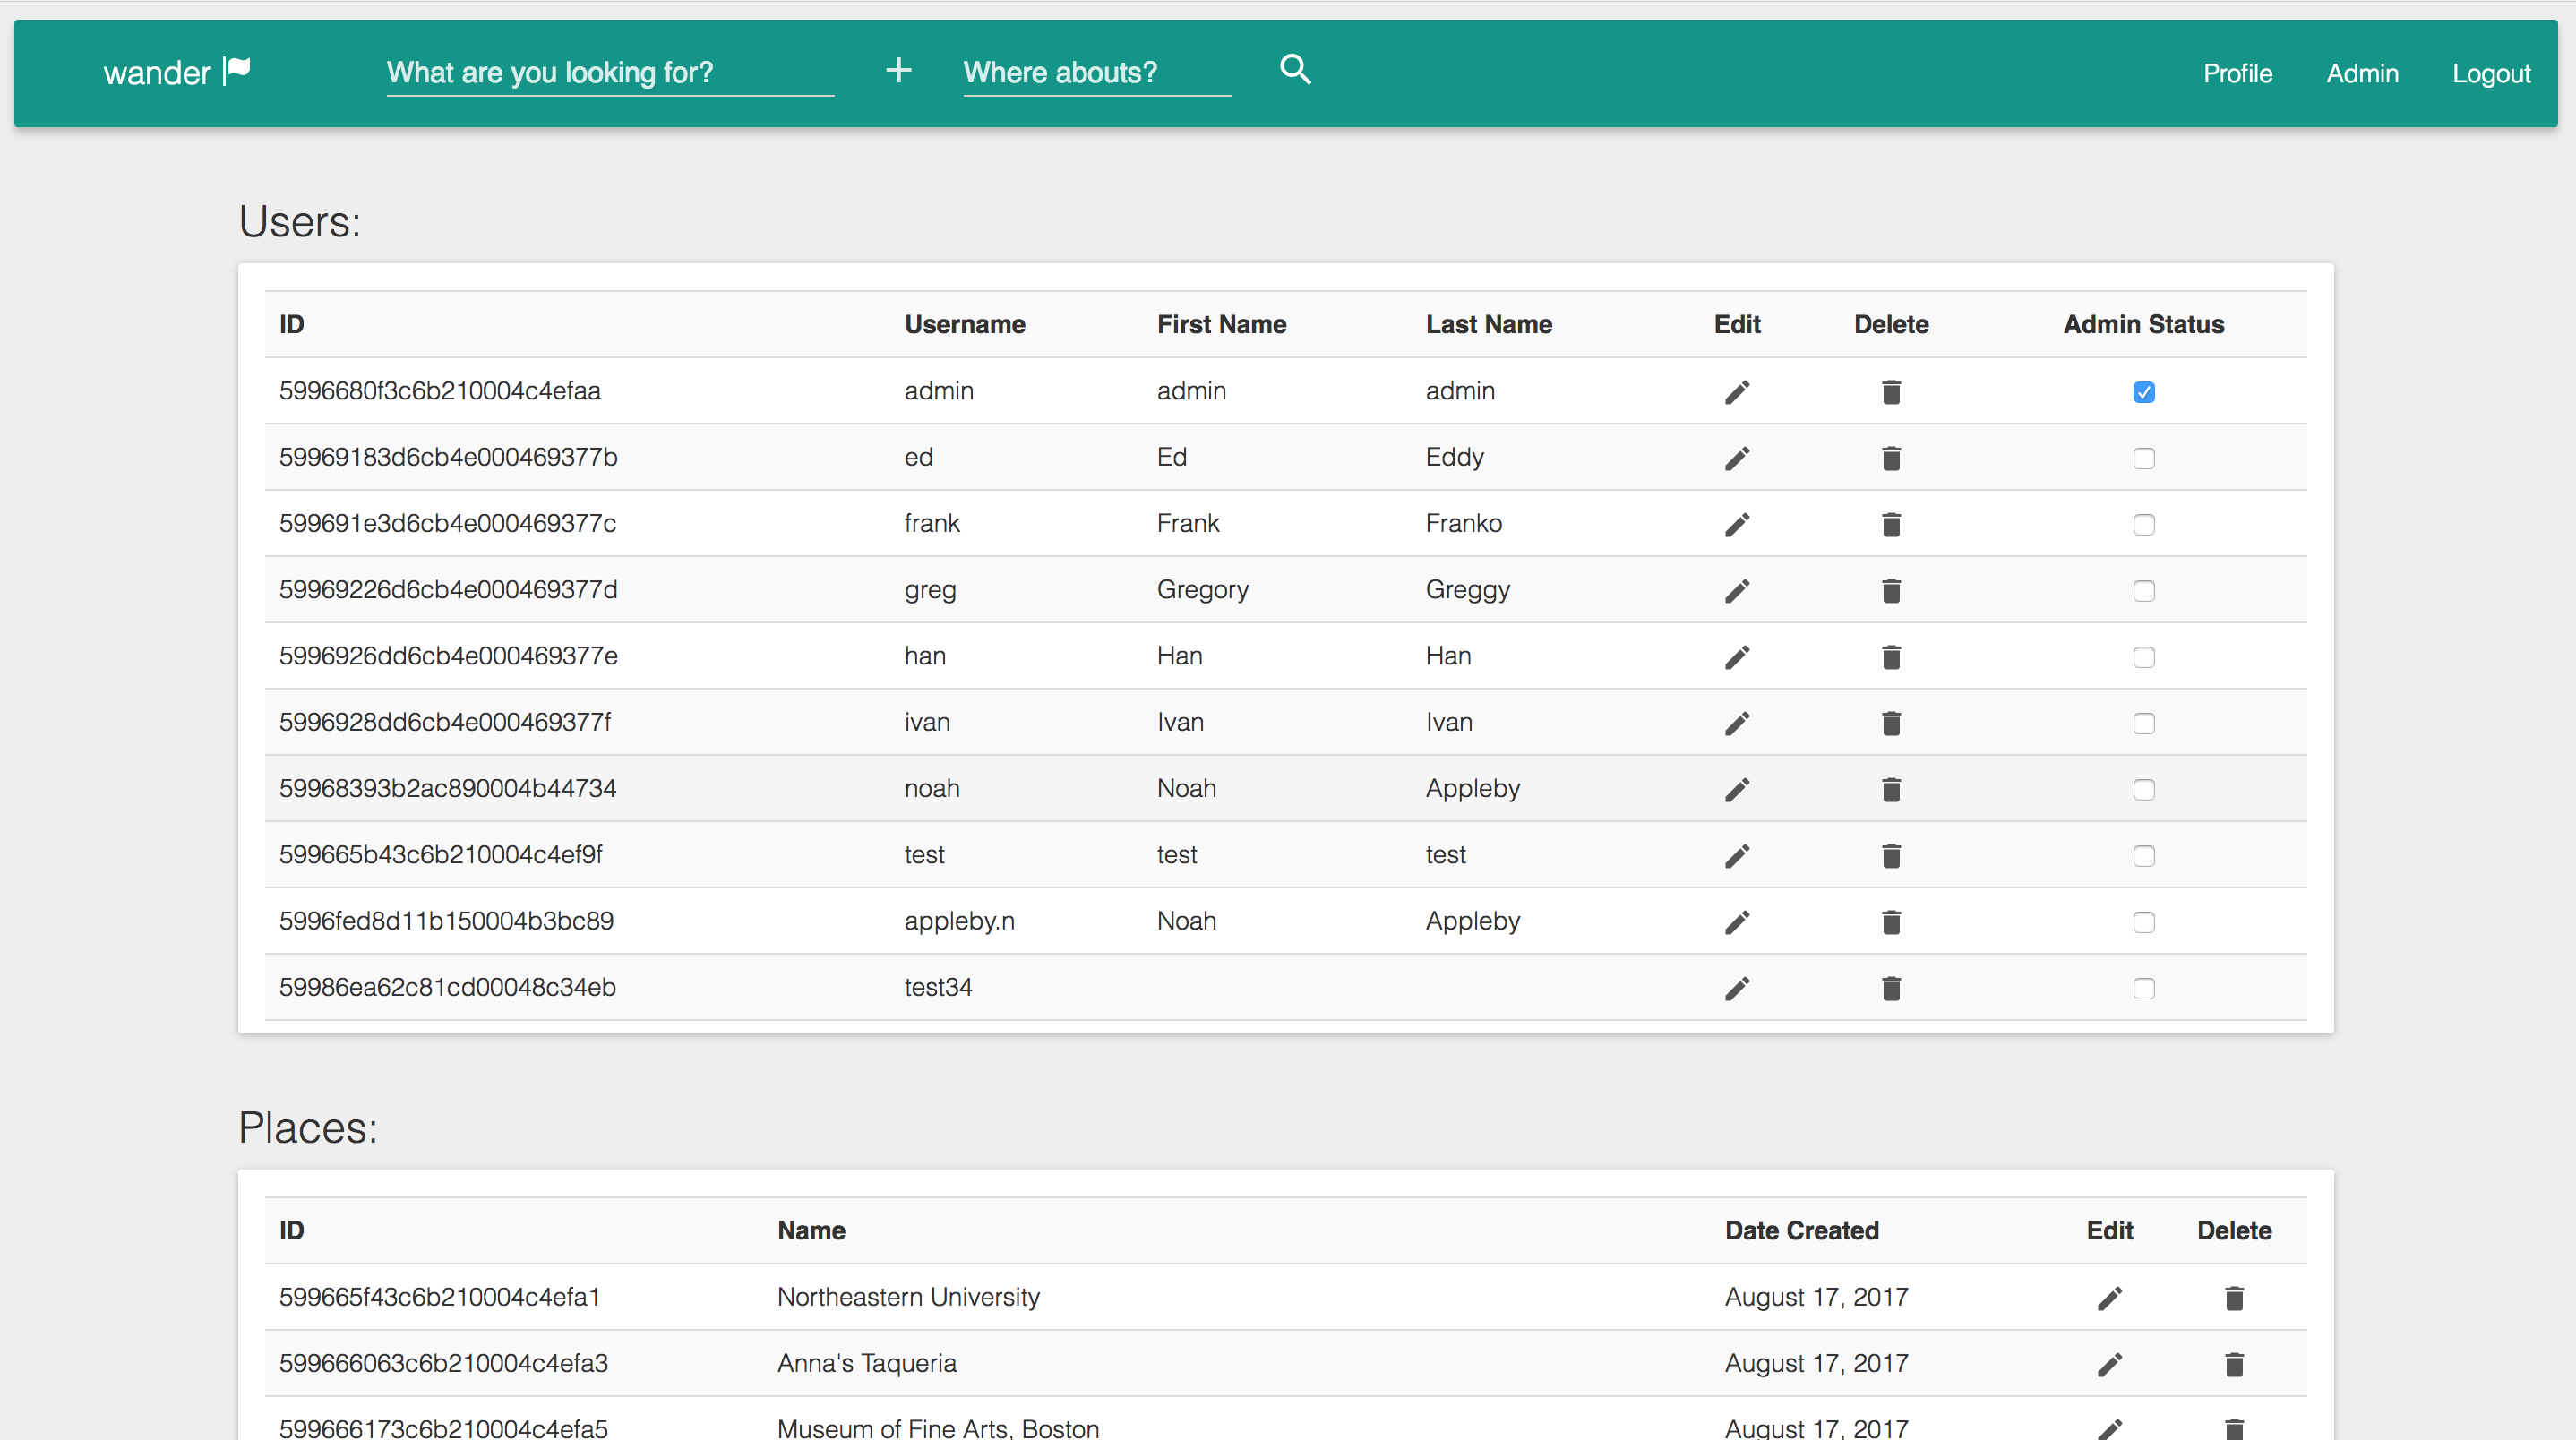 wander What are you looking for? + Where abouts? Profile Admin Logout
Users:
ID Username First Name Last Name Edit Delete Admin Status
5996680f3c6b210004c4efaa admin admin admin
59969183d6cb4e000469377b ed Ed Eddy
599691e3d6cb4e000469377c frank Frank Franko
59969226d6cb4e000469377d greg Gregory Greggy
5996926dd6cb4e000469377e han Han Han
5996928dd6cb4e000469377f ivan Ivan Ivan
59968393b2ac890004b44734 noah Noah Appleby
599665b43c6b210004c4ef9f test test test
5996fed8d11b150004b3bc89 appleby.n Noah Appleby
59986ea62c81cd00048c34eb test34
Places:
ID Name Date Created Edit Delete
599665f43c6b210004c4efa1 Northeastern University August 17, 2017
599666063c6b210004c4efa3 Anna's Taqueria August 17, 2017
599666173c6b210004c4efa5 Museum of Fine Arts, Boston August 17, 2017